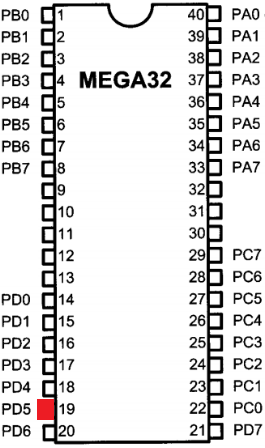 PB0 1 40 PA0
PB1 2 39 PA1
PB2 3 38 PA2
PB3 4 MEGA32 37 PA3
PB4 5 36 PA4
PB5 6 35 PA5
PB6 7 34 PA6
PB7 8 33 PA7
9 32
10 31
11 30
12 29 PC7
13 28 PC6
PD0 14 27 PC5
PD1 15 26 PC4
PD2 16 25 PC3
PD3 17 24 PC2
PD4 18 23 PC1
PD5 19 22 PC0
PD6 20 21 PD7